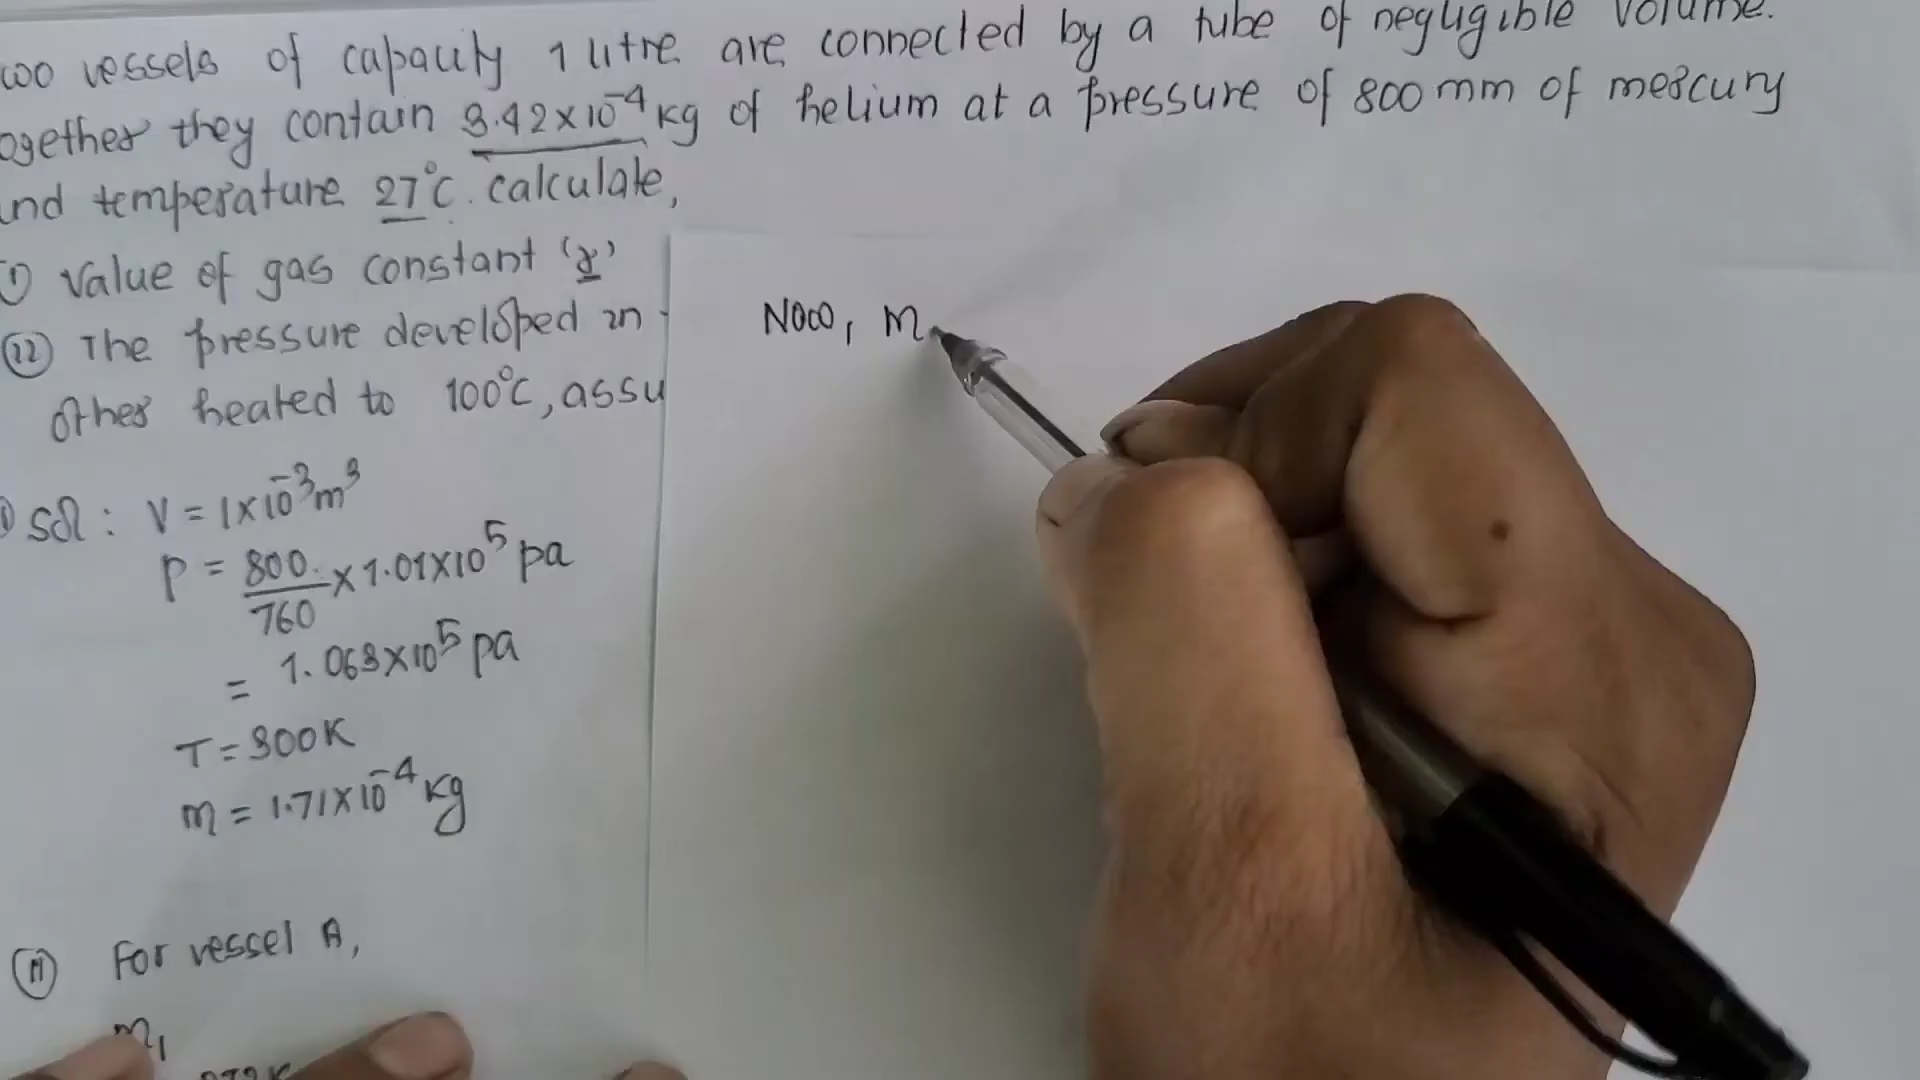 wo vessels of capacity 1 litre are connected by a tube of negligible volume.
ogether they contain 3.42×10⁻⁴ kg of helium at a pressure of 800 mm of mercury
and temperature 27°C. calculate,
(i) Value of gas constant 'r'
(ii) The pressure developed in
other heated to 100°C, assu
Now, m
Sol : V = 1×10⁻³m³
P = 800/760 × 1.01×10⁵ pa
= 1.063×10⁵ pa
T = 300K
m = 1.71×10⁻⁴ kg
(ii) For vessel A,
m₁